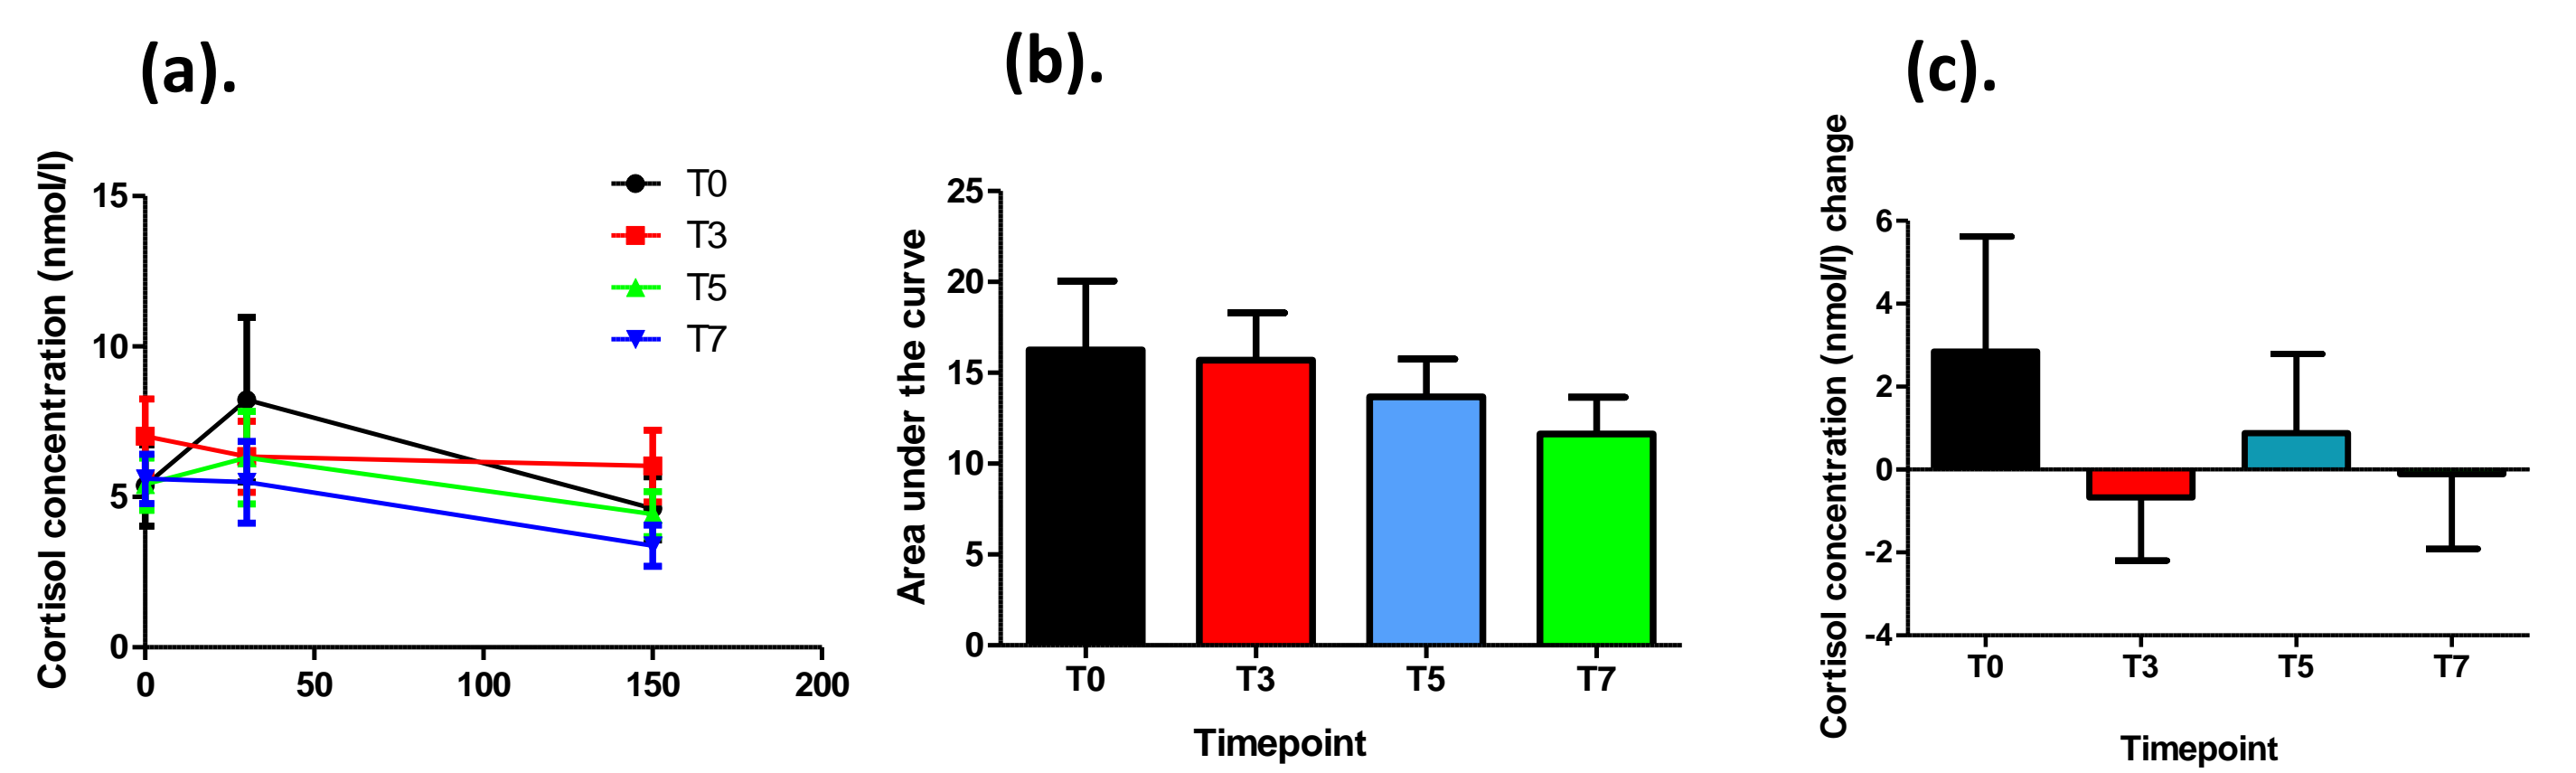 (a).
Cortisol concentration (nmol/l)
15
10
5
0
0 50 100 150 200
T0
T3
T5
T7
(b).
Area under the curve
25
20
15
10
5
0
T0 T3 T5 T7
Timepoint
(c).
Cortisol concentration (nmol/l) change
6
4
2
0
-2
-4
T0 T3 T5 T7
Timepoint